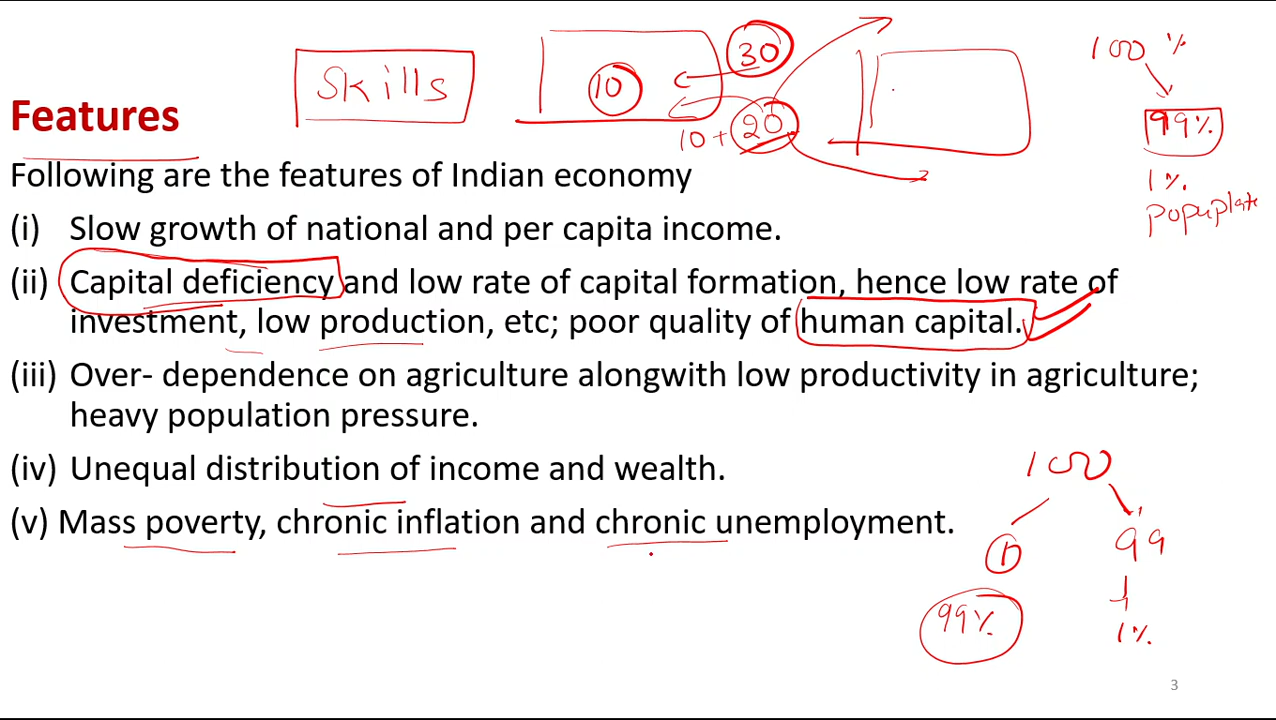 Skills
10
30
10 + 20
100 %
99%
1%
Features
Following are the features of Indian economy
(i) Slow growth of national and per capita income.
(ii) Capital deficiency and low rate of capital formation, hence low rate of
investment, low production, etc; poor quality of human capital.
(iii) Over- dependence on agriculture alongwith low productivity in agriculture;
heavy population pressure.
(iv) Unequal distribution of income and wealth.
(v) Mass poverty, chronic inflation and chronic unemployment.
100
99
99%
1%
3